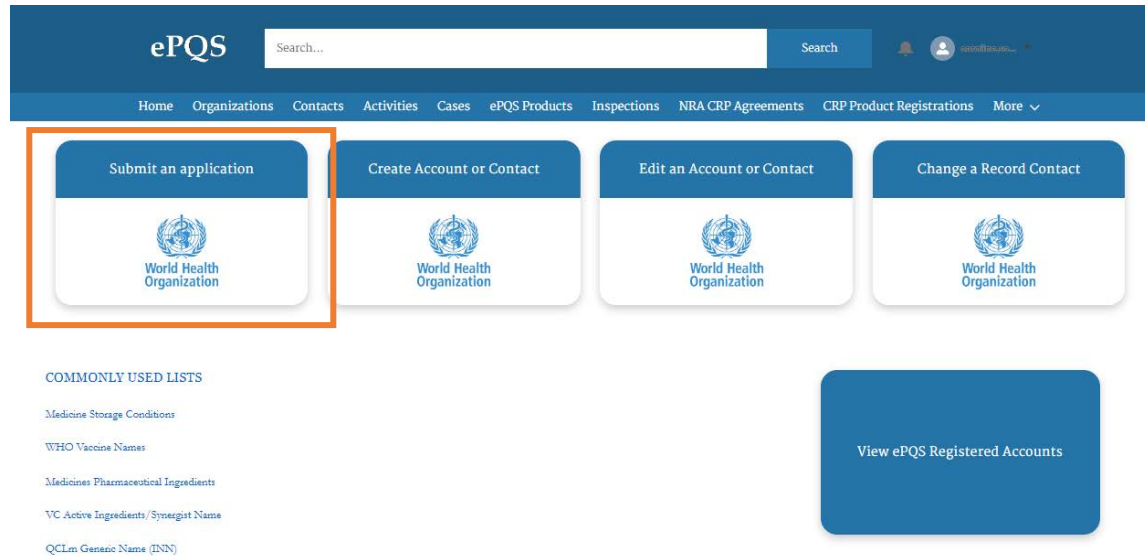 ePQS
Search...
Search
Home Organizations Contacts Activities Cases ePQS Products Inspections NRA CRP Agreements CRP Product Registrations More
Submit an application
Create Account or Contact
Edit an Account or Contact
Change a Record Contact
World Health
Organization
World Health
Organization
World Health
Organization
World Health
Organization
COMMONLY USED LISTS
Medicine Storage Conditions
WHO Vaccine Names
Medicines Pharmaceutical Ingredients
VC Active Ingredients/Synergist Name
QCLm Generic Name (INN)
View ePQS Registered Accounts